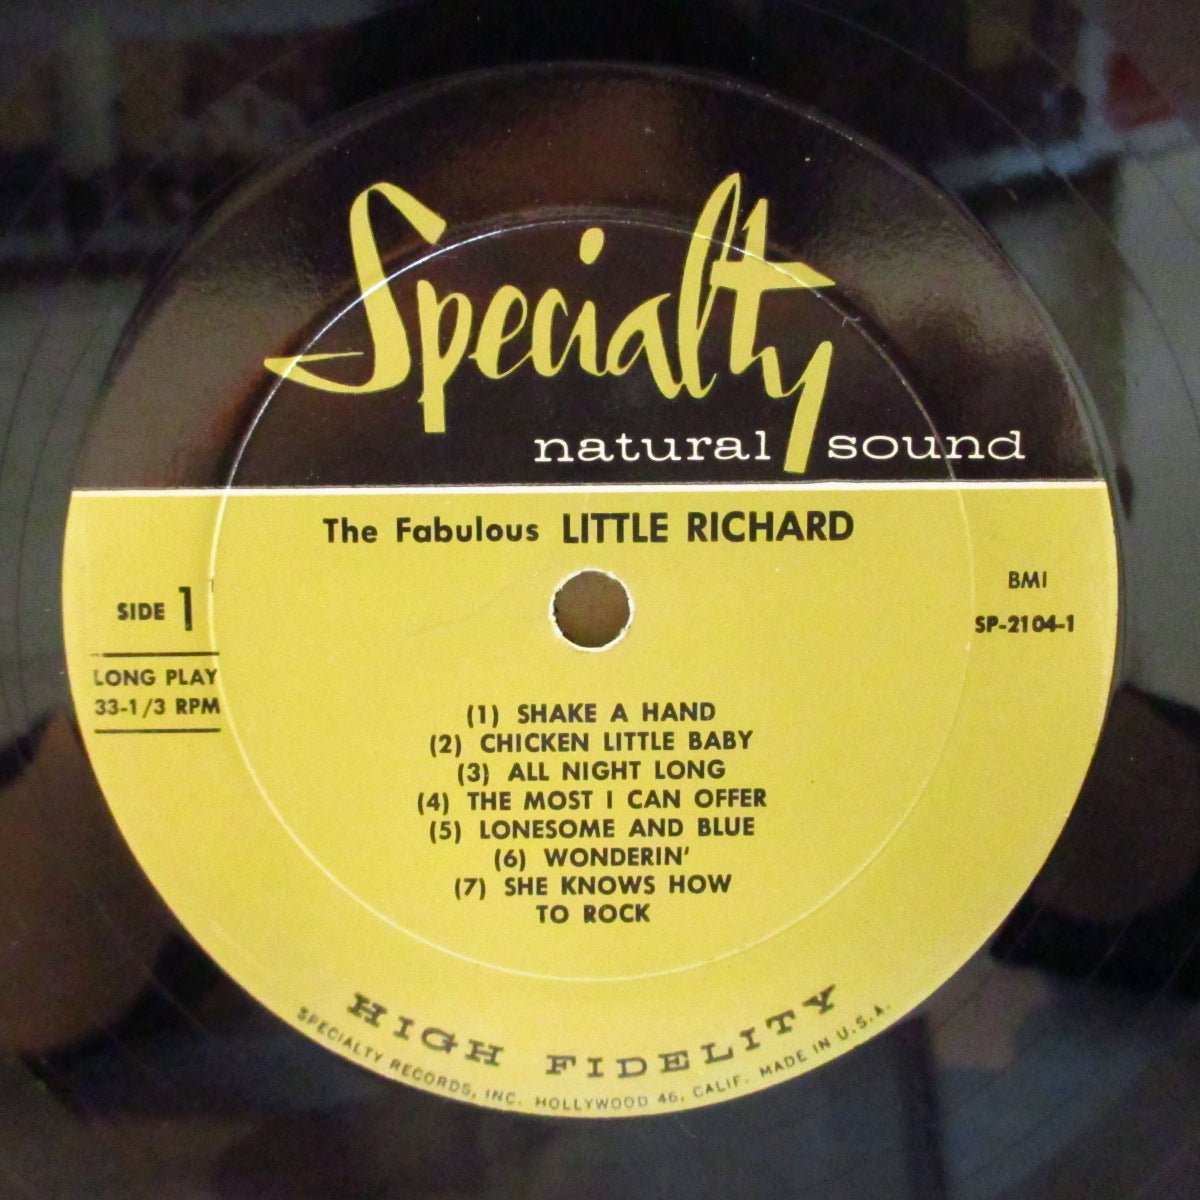 Specialty
natural sound
The Fabulous LITTLE RICHARD
BMI
SIDE 1
SP-2104-1
LONG PLAY
33-1/3 RPM
(1) SHAKE A HAND
(2) CHICKEN LITTLE BABY
(3) ALL NIGHT LONG
(4) THE MOST I CAN OFFER
(5) LONESOME AND BLUE
(6) WONDERIN'
(7) SHE KNOWS HOW
TO ROCK
HIGH FIDELITY
SPECIALTY RECORDS, INC. HOLLYWOOD 46, CALIF. MADE IN U.S.A.